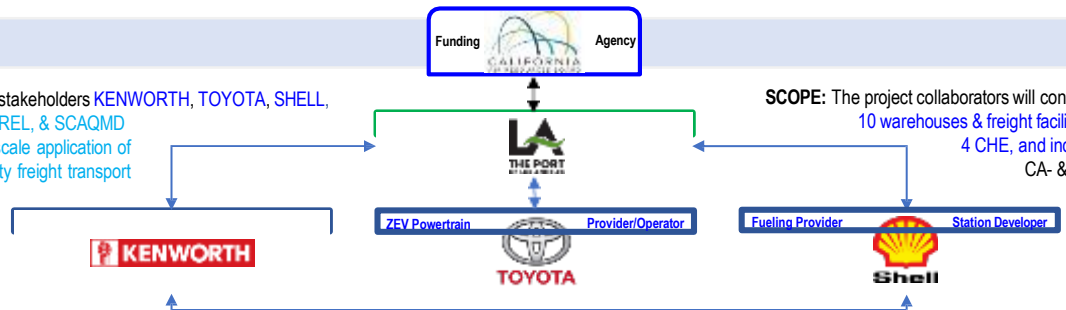 Funding Agency
CALIFORNIA
stakeholders KENWORTH, TOYOTA, SHELL,
REL, & SCAQMD
scale application of
ty freight transport
SCOPE: The project collaborators will con
10 warehouses & freight facili
4 CHE, and inc
CA- &
LA
THE PORT
ZEV Powertrain Provider/Operator
Fueling Provider Station Developer
KENWORTH
TOYOTA
Shell